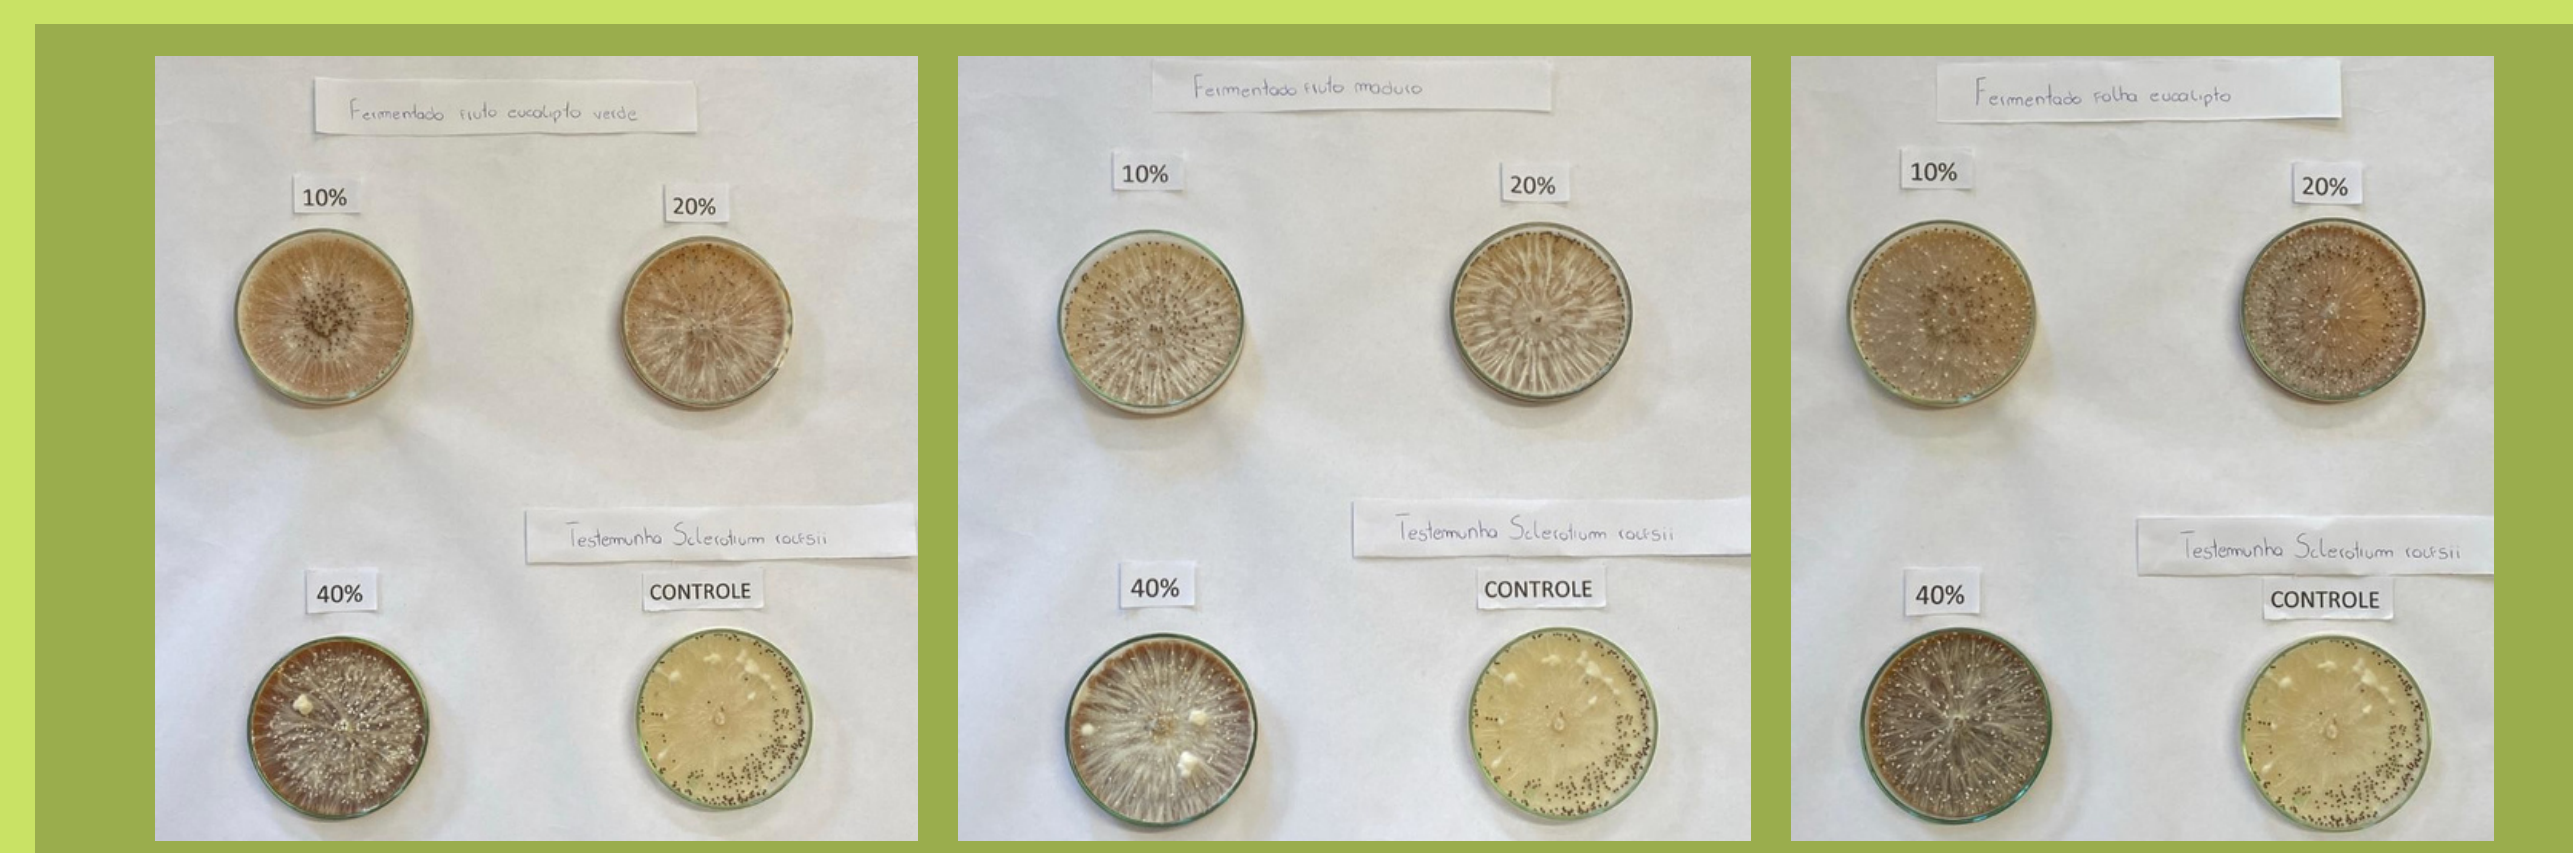 Fermentado fruto eucalipto verde
10%
20%
40%
Testemunha Sclerotium rolfsii
CONTROLE
Fermentado fruto maduro
10%
20%
40%
Testemunha Sclerotium rolfsii
CONTROLE
Fermentado folha eucalipto
10%
20%
40%
Testemunha Sclerotium rolfsii
CONTROLE